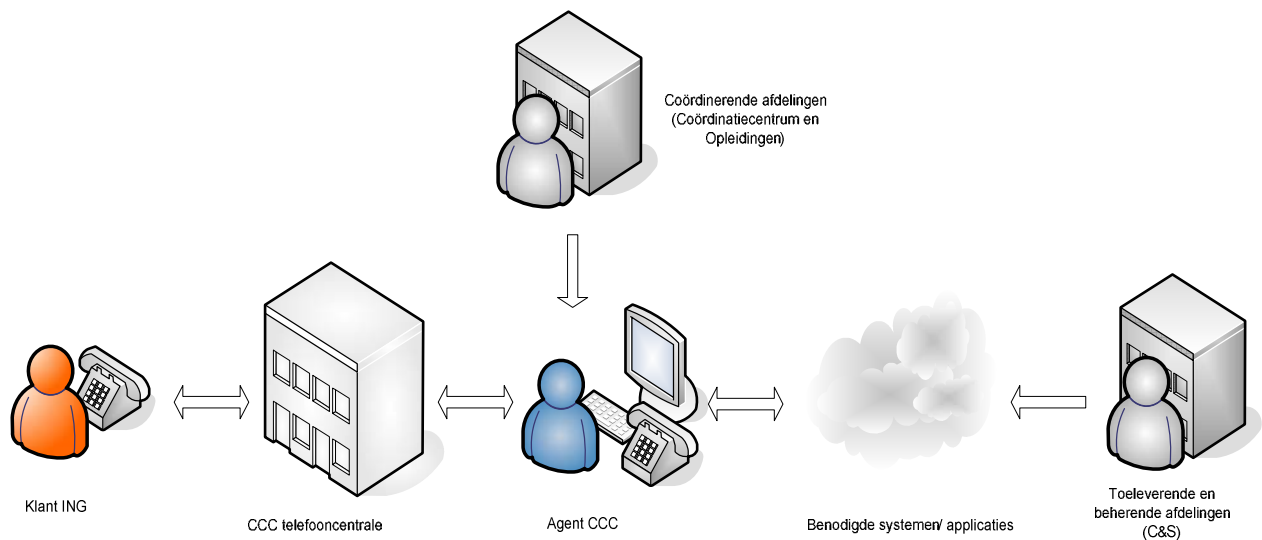 Coördinerende afdelingen
(Coördinatiecentrum en
Opleidingen)
Klant ING
CCC telefooncentrale
Agent CCC
Benodigde systemen/ applicaties
Toeleverende en
beherende afdelingen
(C&S)